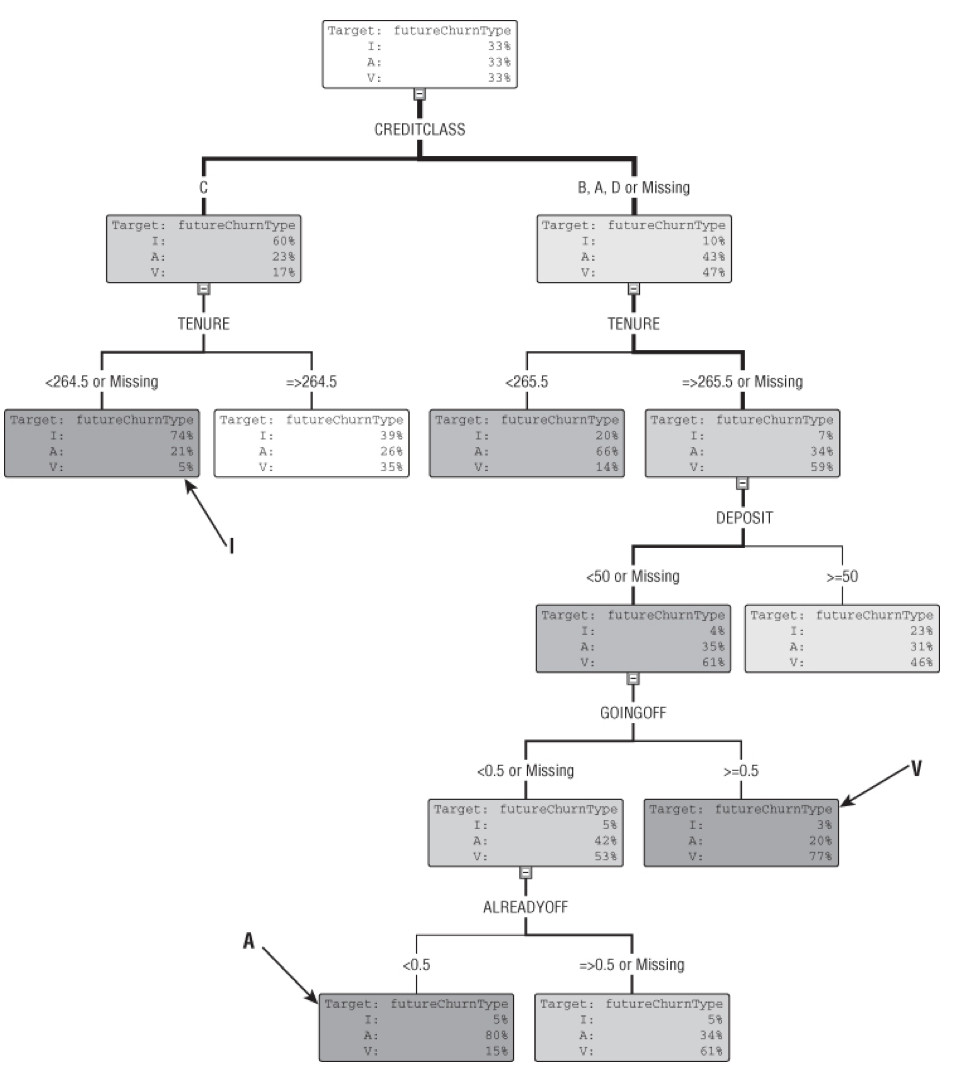 Target: futureChurnType
I: 33%
A: 33%
V: 33%
CREDITCLASS
C
B, A, D or Missing
Target: futureChurnType
I: 60%
A: 23%
V: 17%
Target: futureChurnType
I: 10%
A: 43%
V: 47%
TENURE
TENURE
<264.5 or Missing
=>264.5
<265.5
=>265.5 or Missing
Target: futureChurnType
I: 74%
A: 21%
V: 5%
Target: futureChurnType
I: 39%
A: 26%
V: 35%
Target: futureChurnType
I: 20%
A: 66%
V: 14%
Target: futureChurnType
I: 7%
A: 34%
V: 59%
I
DEPOSIT
<50 or Missing
>=50
Target: futureChurnType
I: 4%
A: 35%
V: 61%
Target: futureChurnType
I: 23%
A: 31%
V: 46%
GOINGOFF
<0.5 or Missing
>=0.5
V
Target: futureChurnType
I: 5%
A: 42%
V: 53%
Target: futureChurnType
I: 3%
A: 20%
V: 77%
ALREADYOFF
A
<0.5
=>0.5 or Missing
Target: futureChurnType
I: 5%
A: 80%
V: 15%
Target: futureChurnType
I: 5%
A: 34%
V: 61%